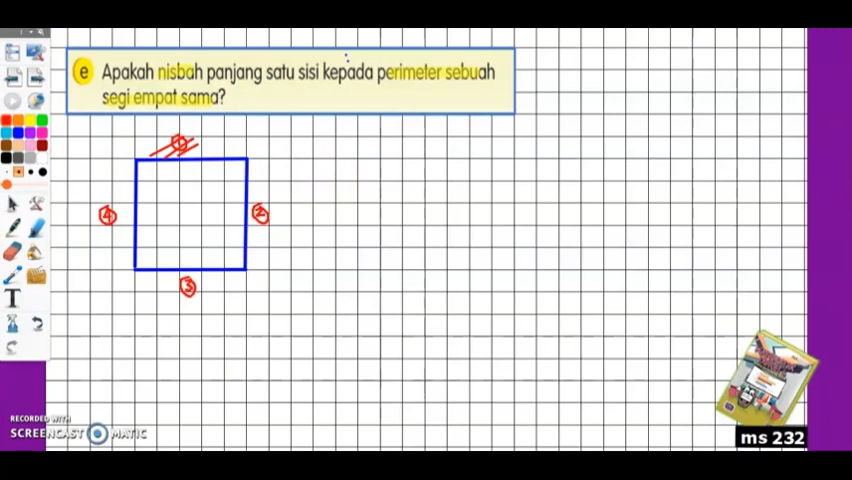 e Apakah nisbah panjang satu sisi kepada perimeter sebuah
segi empat sama?
④ ②
③
T
RECORDED WITH
SCREENCAST MATIC
ms 232